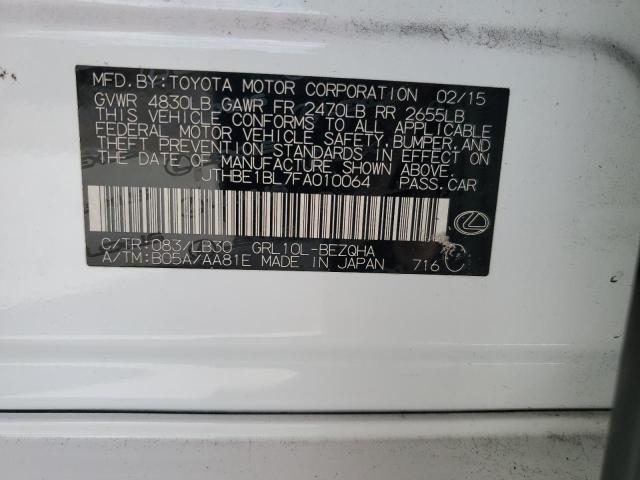 MFD.BY:TOYOTA MOTOR CORPORATION 02/15
GVWR 4830LB GAWR FR 2470LB RR 2655LB
THIS VEHICLE CONFORMS TO ALL APPLICABLE
FEDERAL MOTOR VEHICLE SAFETY,BUMPER,AND
THEFT PREVENTION STANDARDS IN EFFECT ON
THE DATE OF MANUFACTURE SHOWN ABOVE.
JTHBE1BL7FA010064 PASS.CAR
C/TR:083/LB30 GRL10L-BEZQHA
A/TM:B05A/AA81E MADE IN JAPAN 716 C